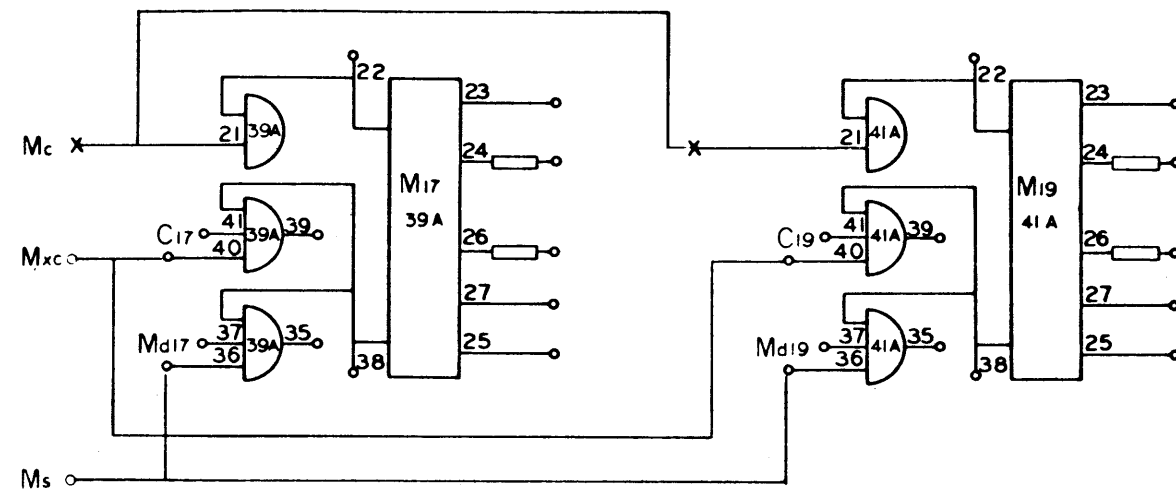 22 22
23 23
Mc 21 39A 21 41A
24 24
M17 M19
39A 41A
41 39 41 39
C17 39A C19 41A
40 40
26 26
Mxc
27 27
37 35 37 35
Md17 39A Md19 41A
36 36
25 25
38 38
Ms